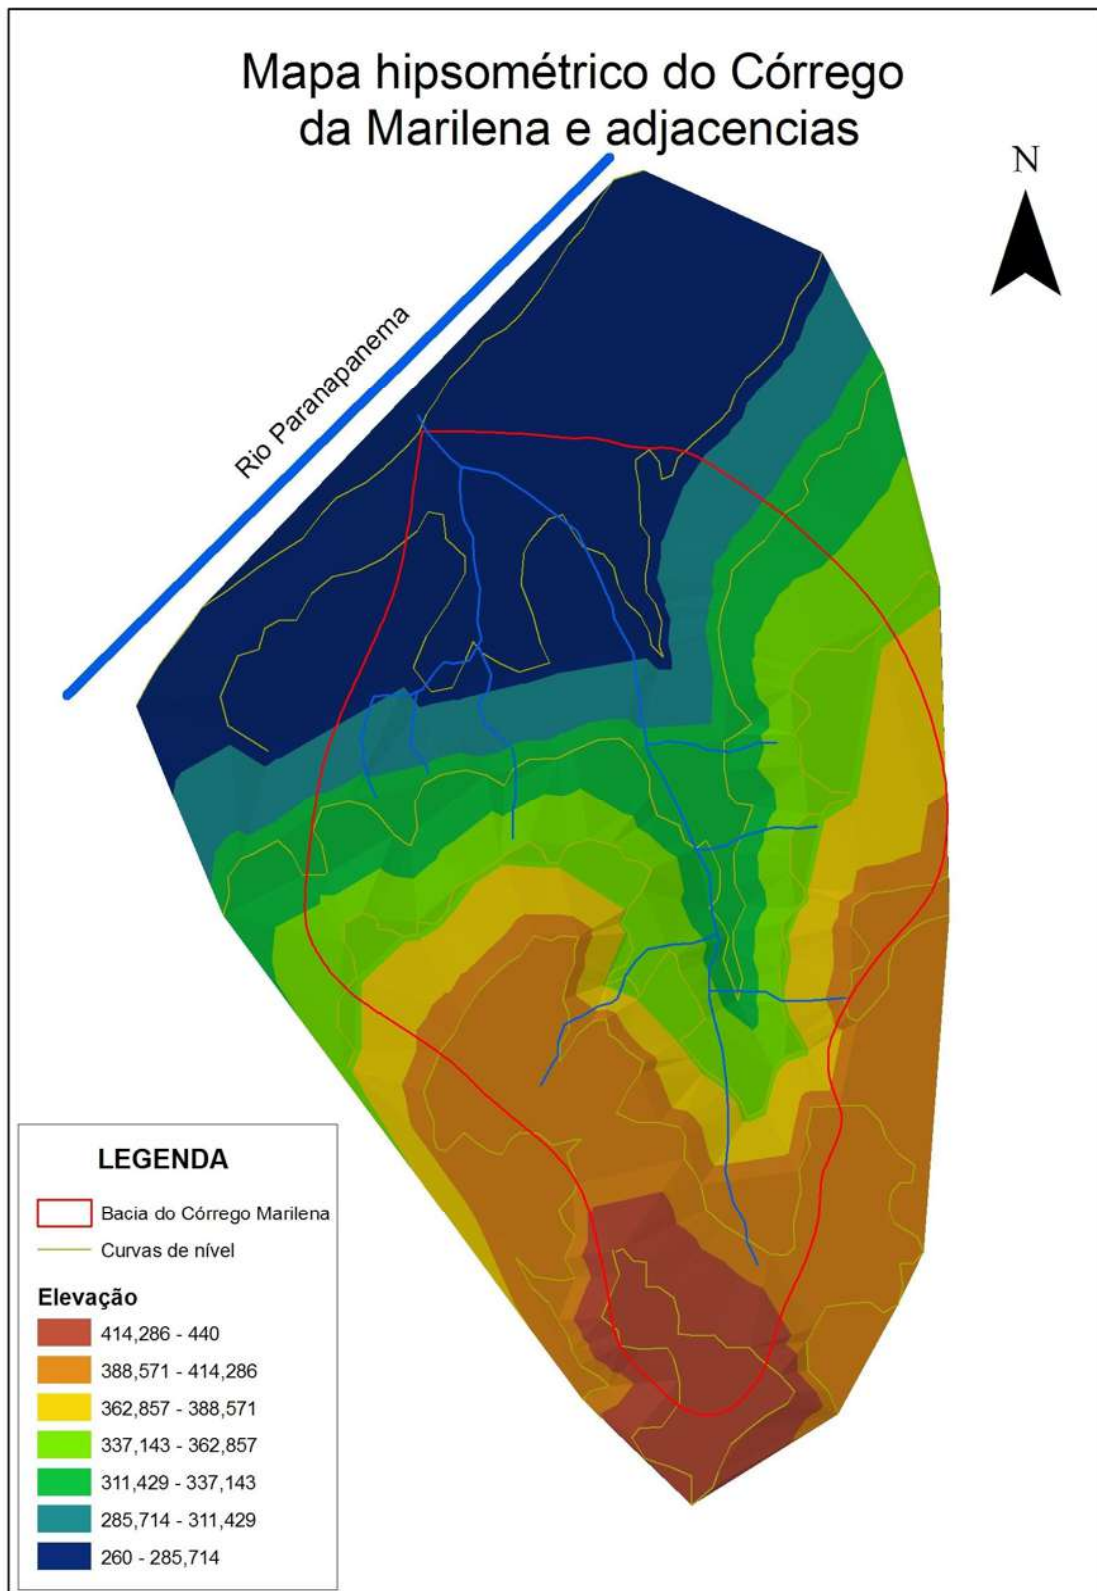 Mapa hipsométrico do Córrego
da Marilena e adjacencias
N
Rio Paranapanema
LEGENDA
Bacia do Córrego Marilena
Curvas de nível
Elevação
414,286 - 440
388,571 - 414,286
362,857 - 388,571
337,143 - 362,857
311,429 - 337,143
285,714 - 311,429
260 - 285,714